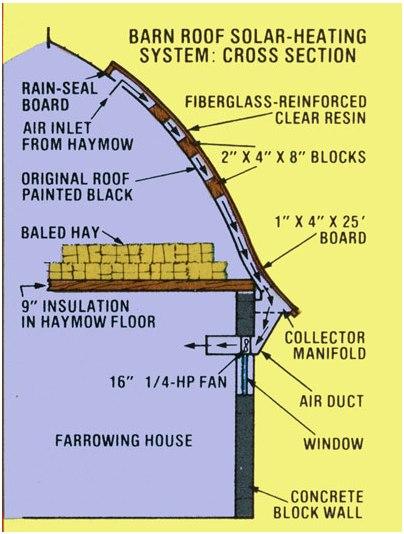 BARN ROOF SOLAR-HEATING
SYSTEM: CROSS SECTION
RAIN-SEAL
BOARD
AIR INLET
FROM HAYMOW
FIBERGLASS-REINFORCED
CLEAR RESIN
2" X 4" X 8" BLOCKS
ORIGINAL ROOF
PAINTED BLACK
BALED HAY
1" X 4" X 25'
BOARD
9" INSULATION
IN HAYMOW FLOOR
COLLECTOR
MANIFOLD
16" 1/4-HP FAN
AIR DUCT
FARROWING HOUSE
WINDOW
CONCRETE
BLOCK WALL